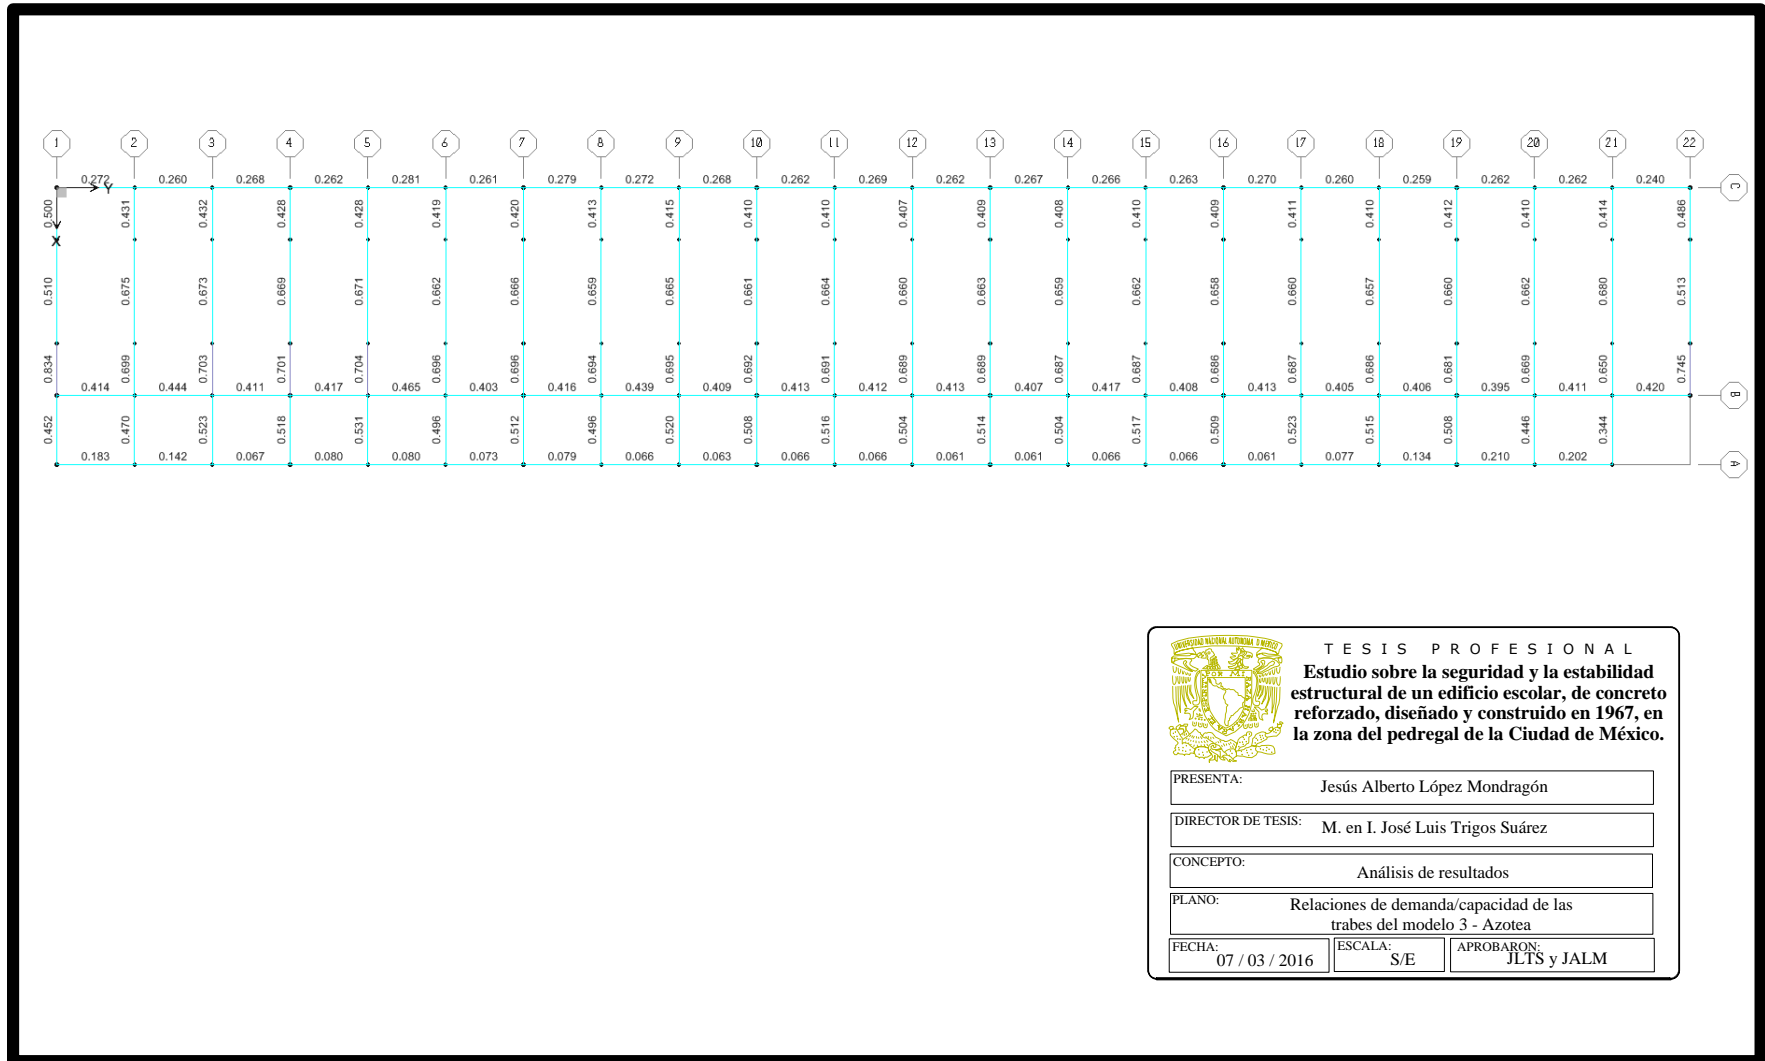 1 2 3 4 5 6 7 8 9 10 11 12 13 14 15 16 17 18 19 20 21 22
0.272 0.260 0.268 0.262 0.281 0.261 0.279 0.272 0.268 0.262 0.269 0.262 0.267 0.266 0.263 0.270 0.260 0.259 0.262 0.262 0.240
Y
C
0.500 0.431 0.432 0.428 0.428 0.419 0.420 0.413 0.415 0.410 0.410 0.407 0.409 0.408 0.410 0.409 0.411 0.410 0.412 0.410 0.414 0.486
X
0.510 0.675 0.673 0.669 0.671 0.662 0.666 0.659 0.665 0.661 0.664 0.660 0.663 0.659 0.662 0.658 0.660 0.657 0.660 0.662 0.680 0.513
0.834 0.699 0.703 0.701 0.704 0.696 0.696 0.694 0.695 0.692 0.691 0.689 0.689 0.687 0.687 0.686 0.687 0.686 0.681 0.669 0.650 0.745
0.414 0.444 0.411 0.417 0.465 0.403 0.416 0.439 0.409 0.413 0.412 0.413 0.407 0.417 0.408 0.413 0.405 0.406 0.395 0.411 0.420
B
0.452 0.470 0.523 0.518 0.531 0.496 0.512 0.496 0.520 0.508 0.516 0.504 0.514 0.504 0.517 0.509 0.523 0.515 0.508 0.446 0.344
0.183 0.142 0.067 0.080 0.080 0.073 0.079 0.066 0.063 0.066 0.066 0.061 0.061 0.066 0.066 0.061 0.077 0.134 0.210 0.202
A
TESIS PROFESIONAL
Estudio sobre la seguridad y la estabilidad
estructural de un edificio escolar, de concreto
reforzado, diseñado y construido en 1967, en
la zona del pedregal de la Ciudad de México.
PRESENTA:
Jesús Alberto López Mondragón
DIRECTOR DE TESIS:
M. en I. José Luis Trigos Suárez
CONCEPTO:
Análisis de resultados
PLANO:
Relaciones de demanda/capacidad de las
trabes del modelo 3 - Azotea
FECHA:
07 / 03 / 2016
ESCALA:
S/E
APROBARON:
JLTS y JALM